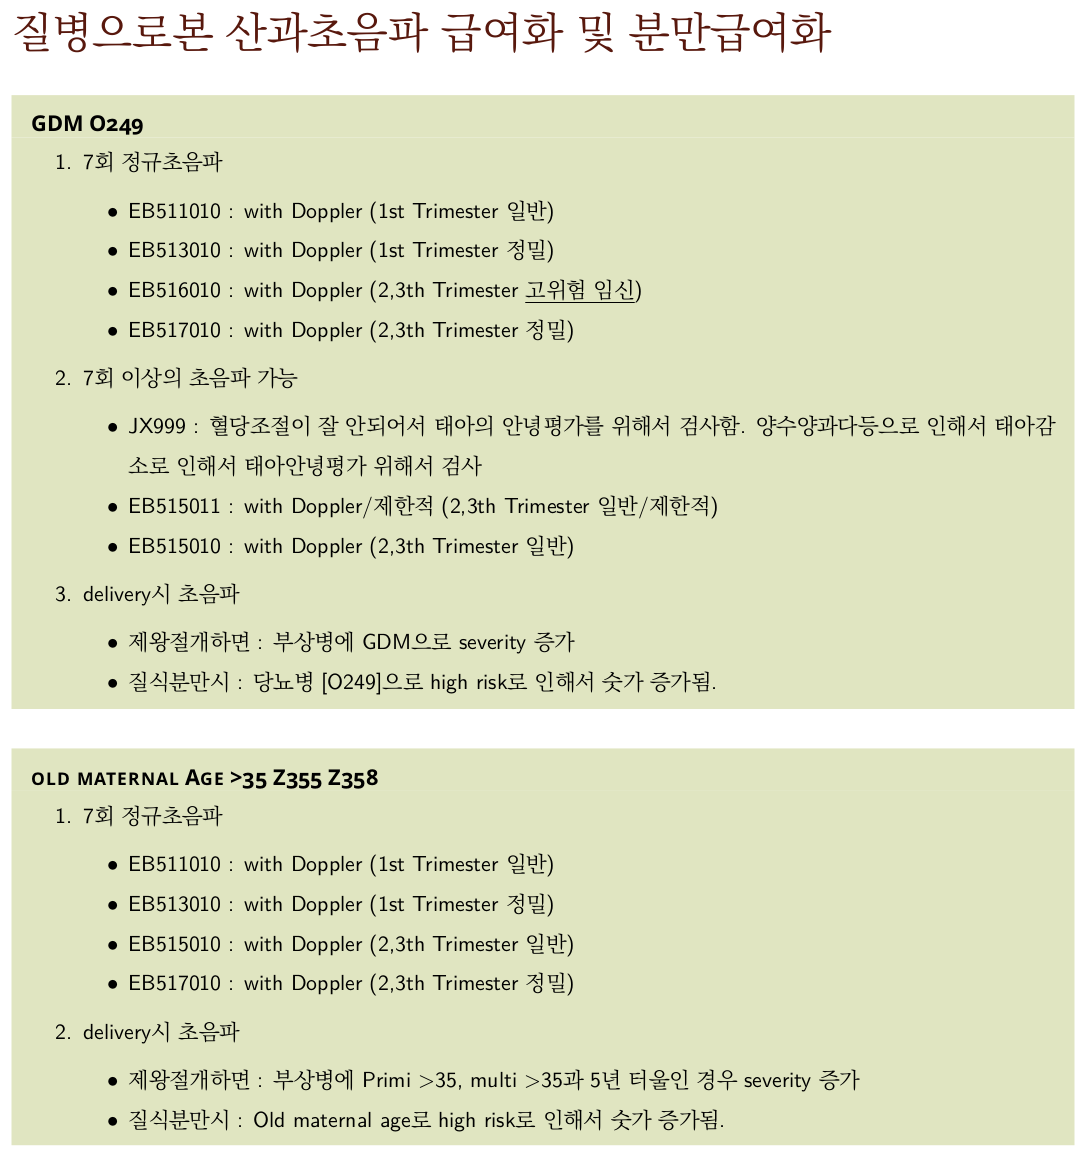 질병으로본 산과초음파 급여화 및 분만급여화
GDM O249
1. 7회 정규초음파
• EB511010 : with Doppler (1st Trimester 일반)
• EB513010 : with Doppler (1st Trimester 정밀)
• EB516010 : with Doppler (2,3th Trimester 고위험 임신)
• EB517010 : with Doppler (2,3th Trimester 정밀)
2. 7회 이상의 초음파 가능
• JX999 : 혈당조절이 잘 안되어서 태아의 안녕평가를 위해서 검사함. 양수양과다등으로 인해서 태아감
소로 인해서 태아안녕평가 위해서 검사
• EB515011 : with Doppler/제한적 (2,3th Trimester 일반/제한적)
• EB515010 : with Doppler (2,3th Trimester 일반)
3. delivery시 초음파
• 제왕절개하면 : 부상병에 GDM으로 severity 증가
• 질식분만시 : 당뇨병 [O249]으로 high risk로 인해서 숫가 증가됨.
OLD MATERNAL AGE >35 Z355 Z358
1. 7회 정규초음파
• EB511010 : with Doppler (1st Trimester 일반)
• EB513010 : with Doppler (1st Trimester 정밀)
• EB515010 : with Doppler (2,3th Trimester 일반)
• EB517010 : with Doppler (2,3th Trimester 정밀)
2. delivery시 초음파
• 제왕절개하면 : 부상병에 Primi >35, multi >35과 5년 터울인 경우 severity 증가
• 질식분만시 : Old maternal age로 high risk로 인해서 숫가 증가됨.